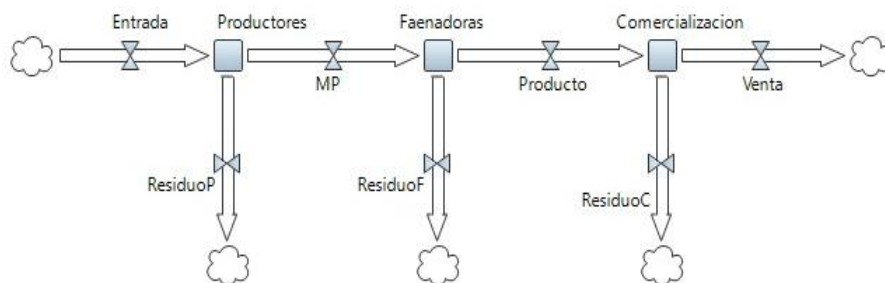 Entrada
Productores
Faenadoras
Comercializacion
MP
Producto
Venta
ResiduoP
ResiduoF
ResiduoC